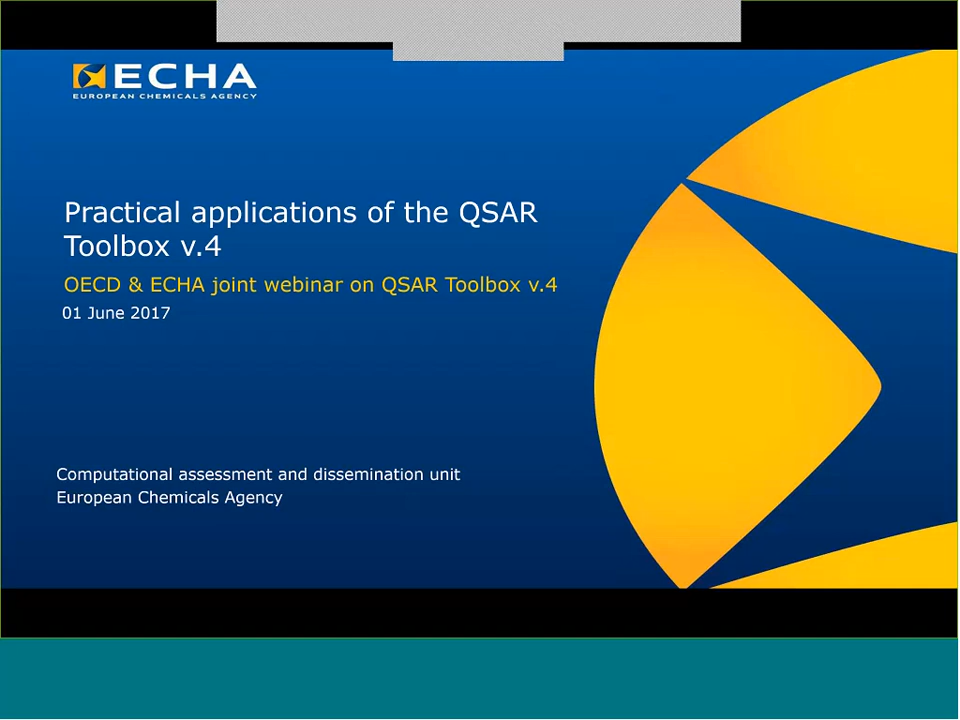 ECHA
EUROPEAN CHEMICALS AGENCY
Practical applications of the QSAR
Toolbox v.4
OECD & ECHA joint webinar on QSAR Toolbox v.4
01 June 2017
Computational assessment and dissemination unit
European Chemicals Agency